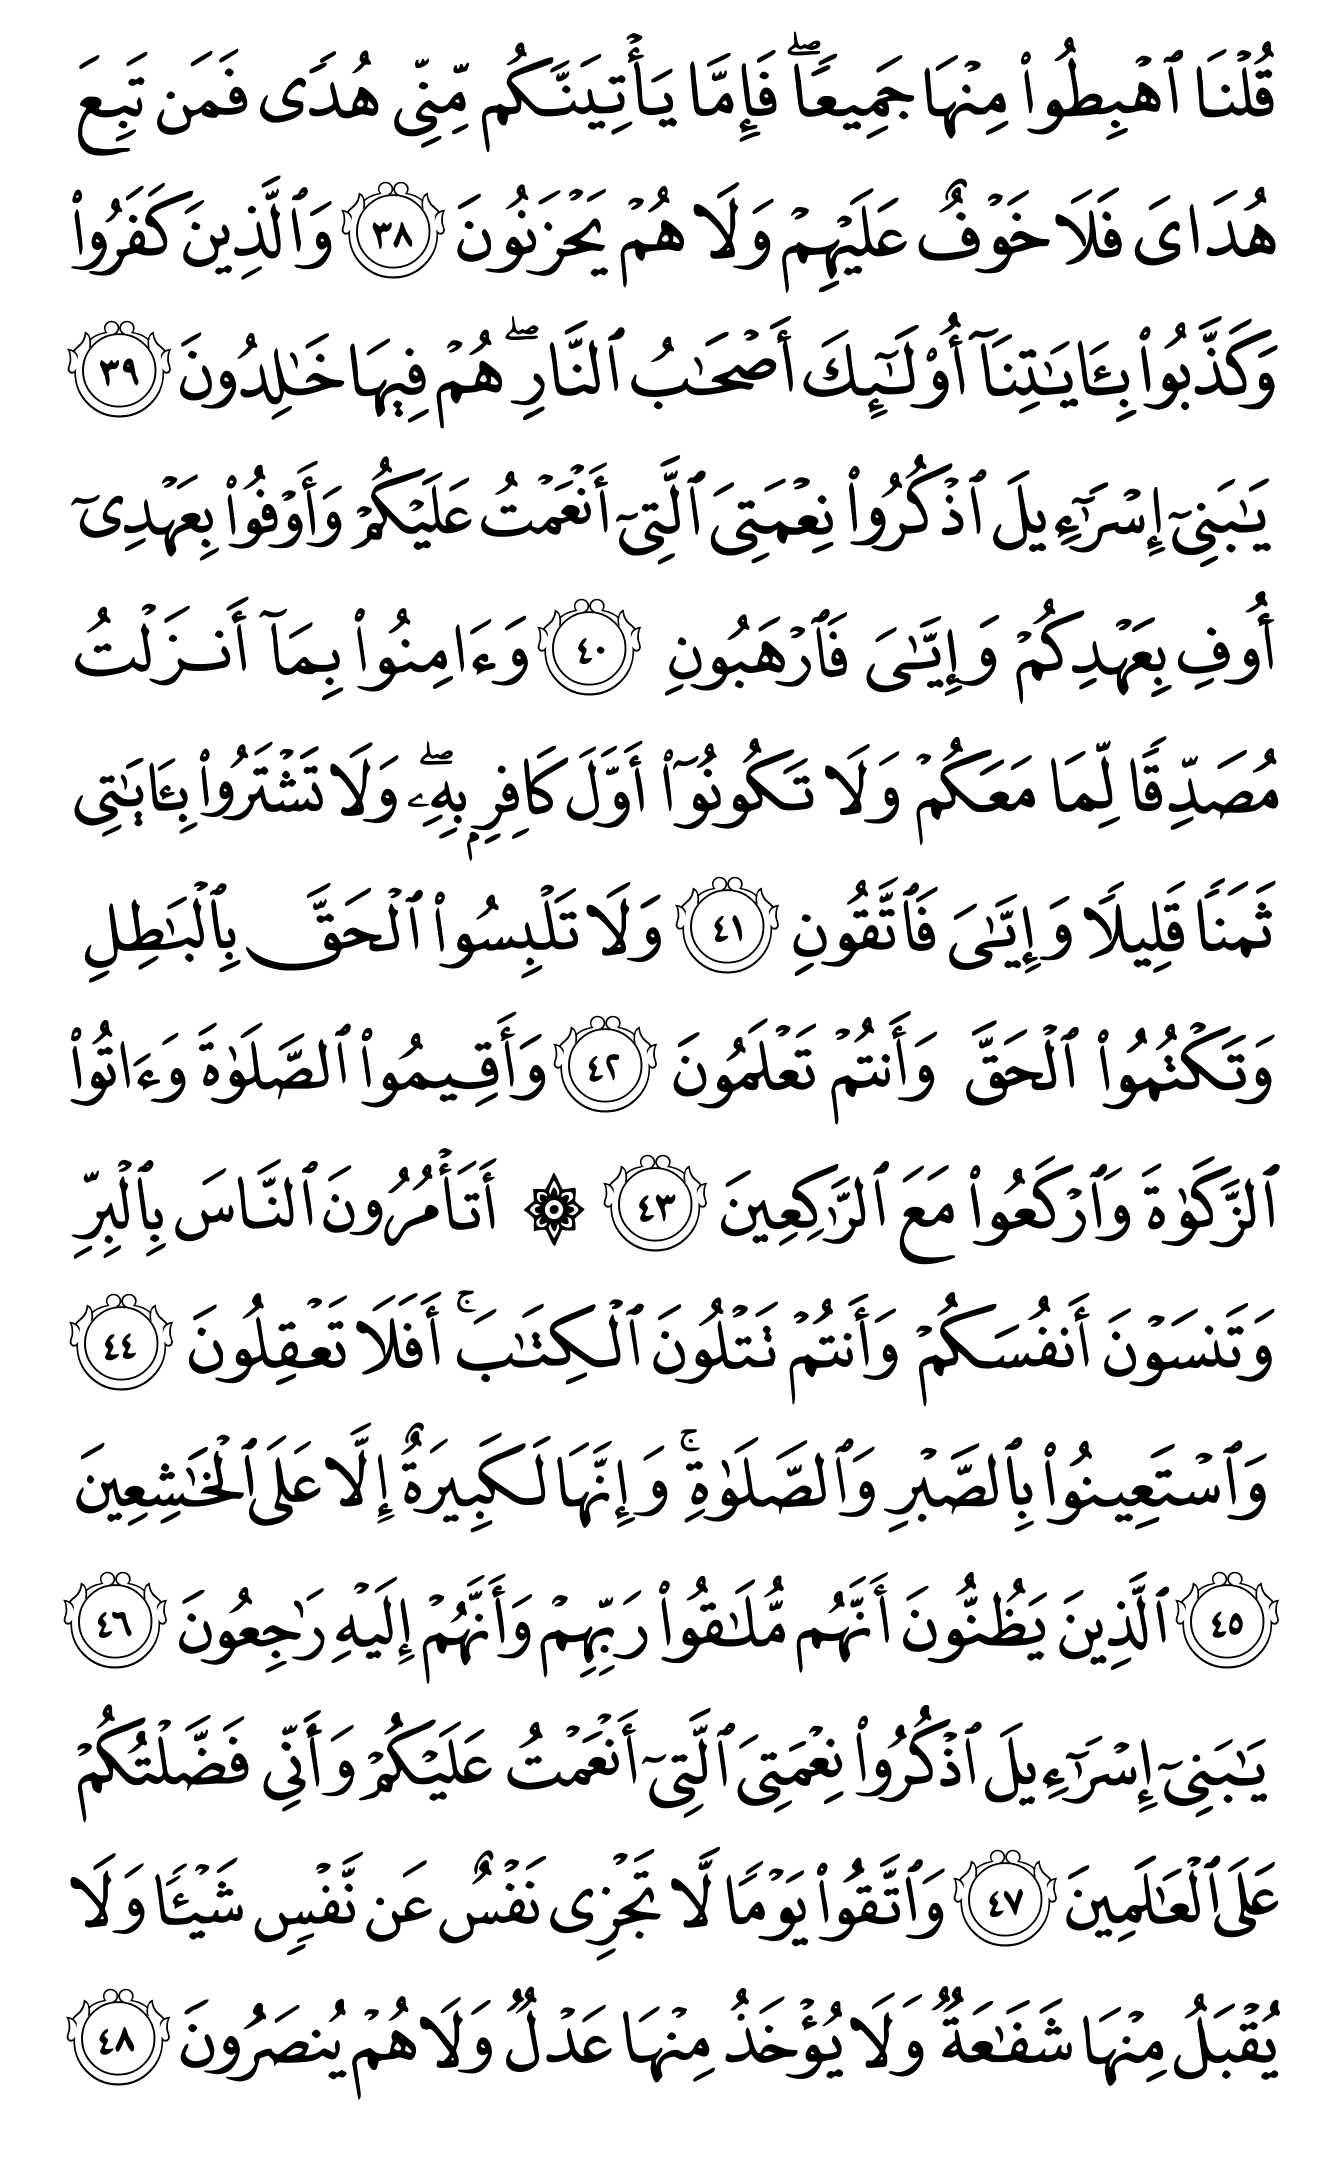 قُلْنَا ٱهْبِطُوا۟ مِنْهَا جَمِيعًا ۖ فَإِمَّا يَأْتِيَنَّكُم مِّنِّى هُدًى فَمَن تَبِعَ
هُدَاىَ فَلَا خَوْفٌ عَلَيْهِمْ وَلَا هُمْ يَحْزَنُونَ ٣٨ وَٱلَّذِينَ كَفَرُوا۟
وَكَذَّبُوا۟ بِـَٔايَـٰتِنَآ أُو۟لَـٰٓئِكَ أَصْحَـٰبُ ٱلنَّارِ ۖ هُمْ فِيهَا خَـٰلِدُونَ ٣٩
يَـٰبَنِىٓ إِسْرَٰٓءِيلَ ٱذْكُرُوا۟ نِعْمَتِىَ ٱلَّتِىٓ أَنْعَمْتُ عَلَيْكُمْ وَأَوْفُوا۟ بِعَهْدِىٓ
أُوفِ بِعَهْدِكُمْ وَإِيَّـٰىَ فَٱرْهَبُونِ ٤٠ وَءَامِنُوا۟ بِمَآ أَنزَلْتُ
مُصَدِّقًا لِّمَا مَعَكُمْ وَلَا تَكُونُوٓا۟ أَوَّلَ كَافِرٍۭ بِهِۦ ۖ وَلَا تَشْتَرُوا۟ بِـَٔايَـٰتِى
ثَمَنًا قَلِيلًا وَإِيَّـٰىَ فَٱتَّقُونِ ٤١ وَلَا تَلْبِسُوا۟ ٱلْحَقَّ بِٱلْبَـٰطِلِ
وَتَكْتُمُوا۟ ٱلْحَقَّ وَأَنتُمْ تَعْلَمُونَ ٤٢ وَأَقِيمُوا۟ ٱلصَّلَوٰةَ وَءَاتُوا۟
ٱلزَّكَوٰةَ وَٱرْكَعُوا۟ مَعَ ٱلرَّٰكِعِينَ ٤٣ ۞ أَتَأْمُرُونَ ٱلنَّاسَ بِٱلْبِرِّ
وَتَنسَوْنَ أَنفُسَكُمْ وَأَنتُمْ تَتْلُونَ ٱلْكِتَـٰبَ ۚ أَفَلَا تَعْقِلُونَ ٤٤
وَٱسْتَعِينُوا۟ بِٱلصَّبْرِ وَٱلصَّلَوٰةِ ۚ وَإِنَّهَا لَكَبِيرَةٌ إِلَّا عَلَى ٱلْخَـٰشِعِينَ
٤٥ ٱلَّذِينَ يَظُنُّونَ أَنَّهُم مُّلَـٰقُوا۟ رَبِّهِمْ وَأَنَّهُمْ إِلَيْهِ رَٰجِعُونَ ٤٦
يَـٰبَنِىٓ إِسْرَٰٓءِيلَ ٱذْكُرُوا۟ نِعْمَتِىَ ٱلَّتِىٓ أَنْعَمْتُ عَلَيْكُمْ وَأَنِّى فَضَّلْتُكُمْ
عَلَى ٱلْعَـٰلَمِينَ ٤٧ وَٱتَّقُوا۟ يَوْمًا لَّا تَجْزِى نَفْسٌ عَن نَّفْسٍ شَيْـًٔا وَلَا
يُقْبَلُ مِنْهَا شَفَـٰعَةٌ وَلَا يُؤْخَذُ مِنْهَا عَدْلٌ وَلَا هُمْ يُنصَرُونَ ٤٨